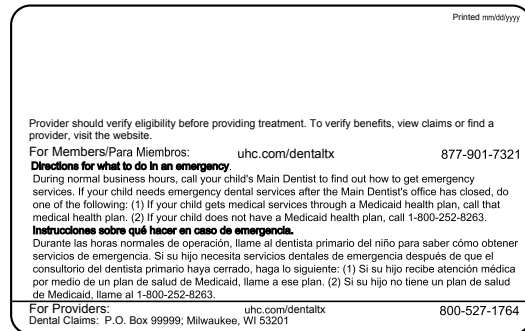 Printed mm/dd/yyyy
Provider should verify eligibility before providing treatment. To verify benefits, view claims or find a
provider, visit the website.
For Members/Para Miembros: uhc.com/dentaltx 877-901-7321
Directions for what to do in an emergency.
During normal business hours, call your child's Main Dentist to find out how to get emergency
services. If your child needs emergency dental services after the Main Dentist's office has closed, do
one of the following: (1) If your child gets medical services through a Medicaid health plan, call that
medical health plan. (2) If your child does not have a Medicaid health plan, call 1-800-252-8263.
Instrucciones sobre qué hacer en caso de emergencia.
Durante las horas normales de operación, llame al dentista primario del niño para saber cómo obtener
servicios de emergencia. Si su hijo necesita servicios dentales de emergencia después de que el
consultorio del dentista primario haya cerrado, haga lo siguiente: (1) Si su hijo recibe atención médica
por medio de un plan de salud de Medicaid, llame a ese plan. (2) Si su hijo no tiene un plan de salud
de Medicaid, llame al 1-800-252-8263.
For Providers: uhc.com/dentaltx 800-527-1764
Dental Claims: P.O. Box 99999; Milwaukee, WI 53201